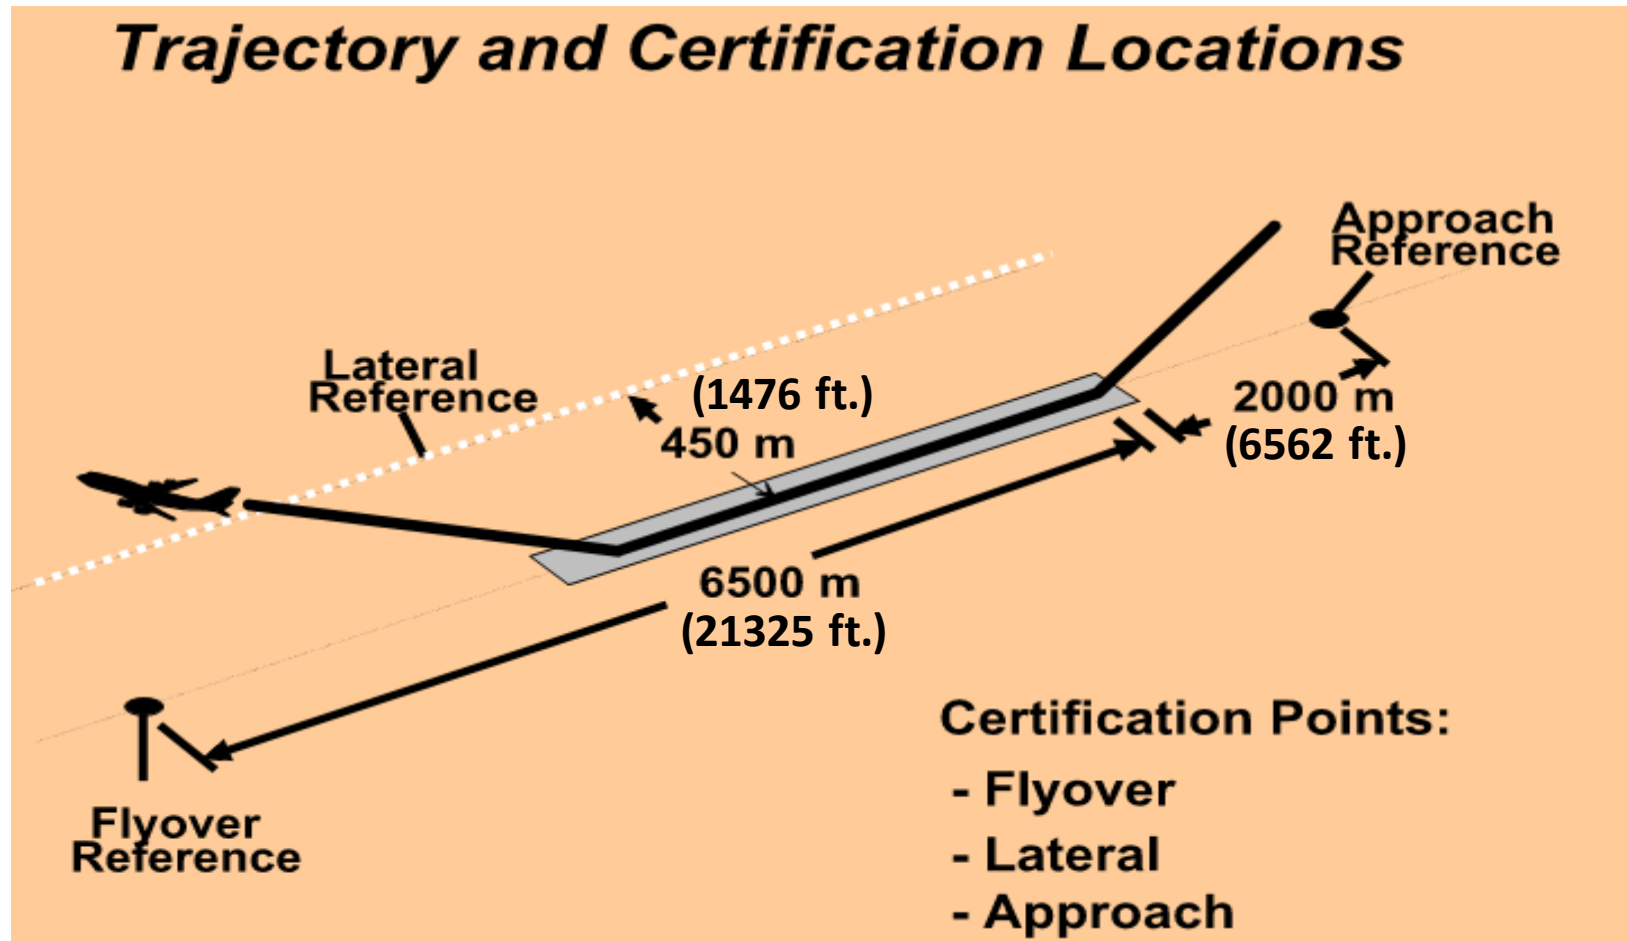 Trajectory and Certification Locations
Approach
Reference
Lateral
Reference
(1476 ft.)
450 m
2000 m
(6562 ft.)
6500 m
(21325 ft.)
Flyover
Reference
Certification Points:
- Flyover
- Lateral
- Approach